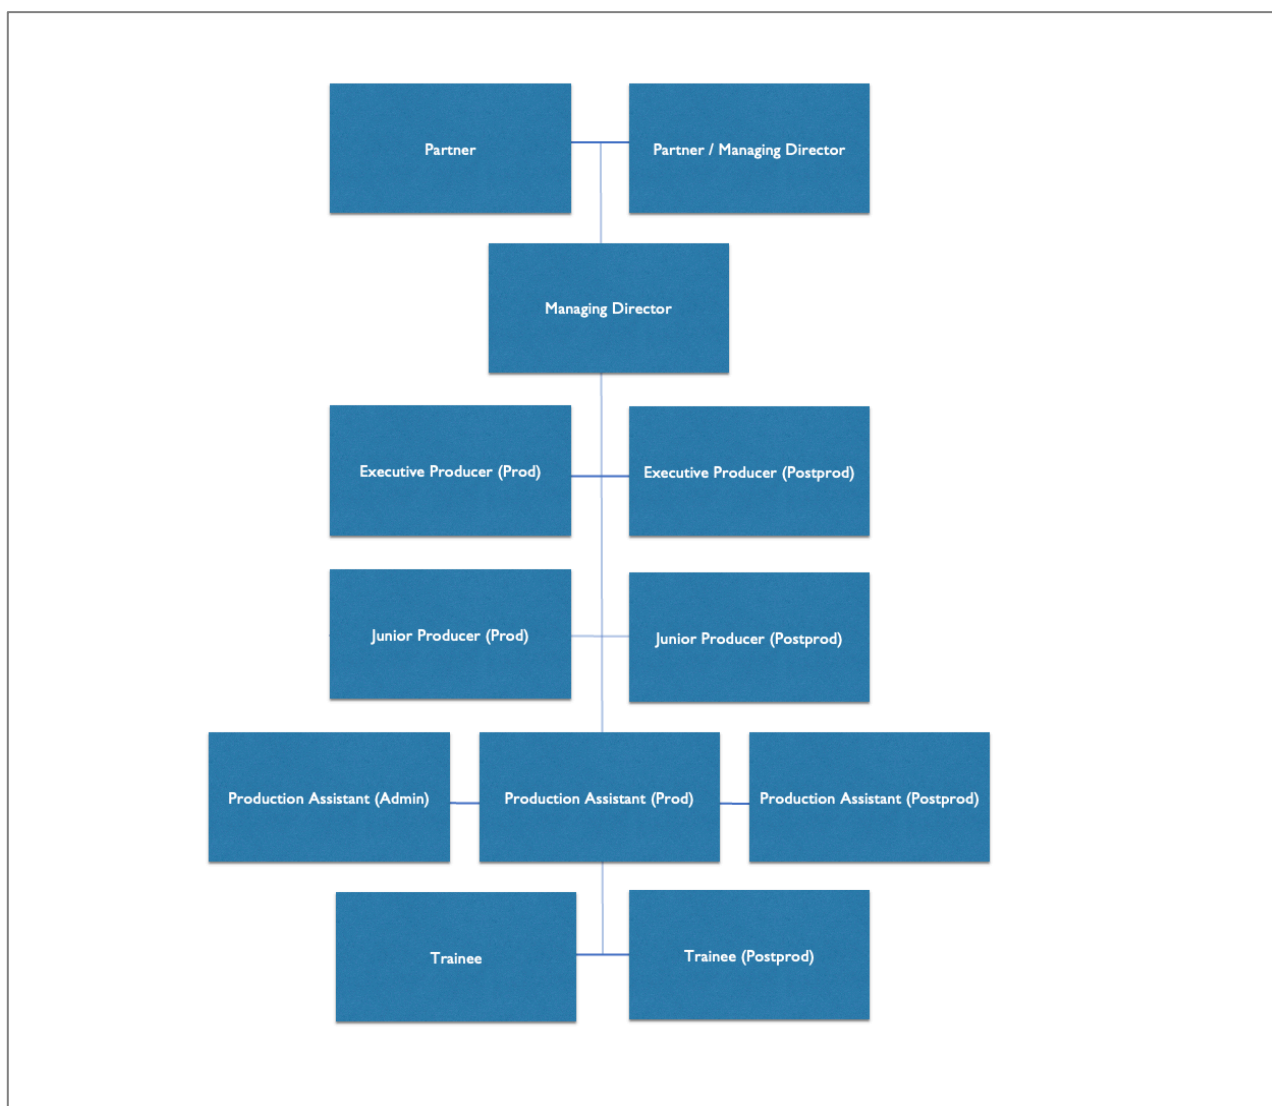 Partner
Partner / Managing Director
Managing Director
Executive Producer (Prod)
Executive Producer (Postprod)
Junior Producer (Prod)
Junior Producer (Postprod)
Production Assistant (Admin)
Production Assistant (Prod)
Production Assistant (Postprod)
Trainee
Trainee (Postprod)